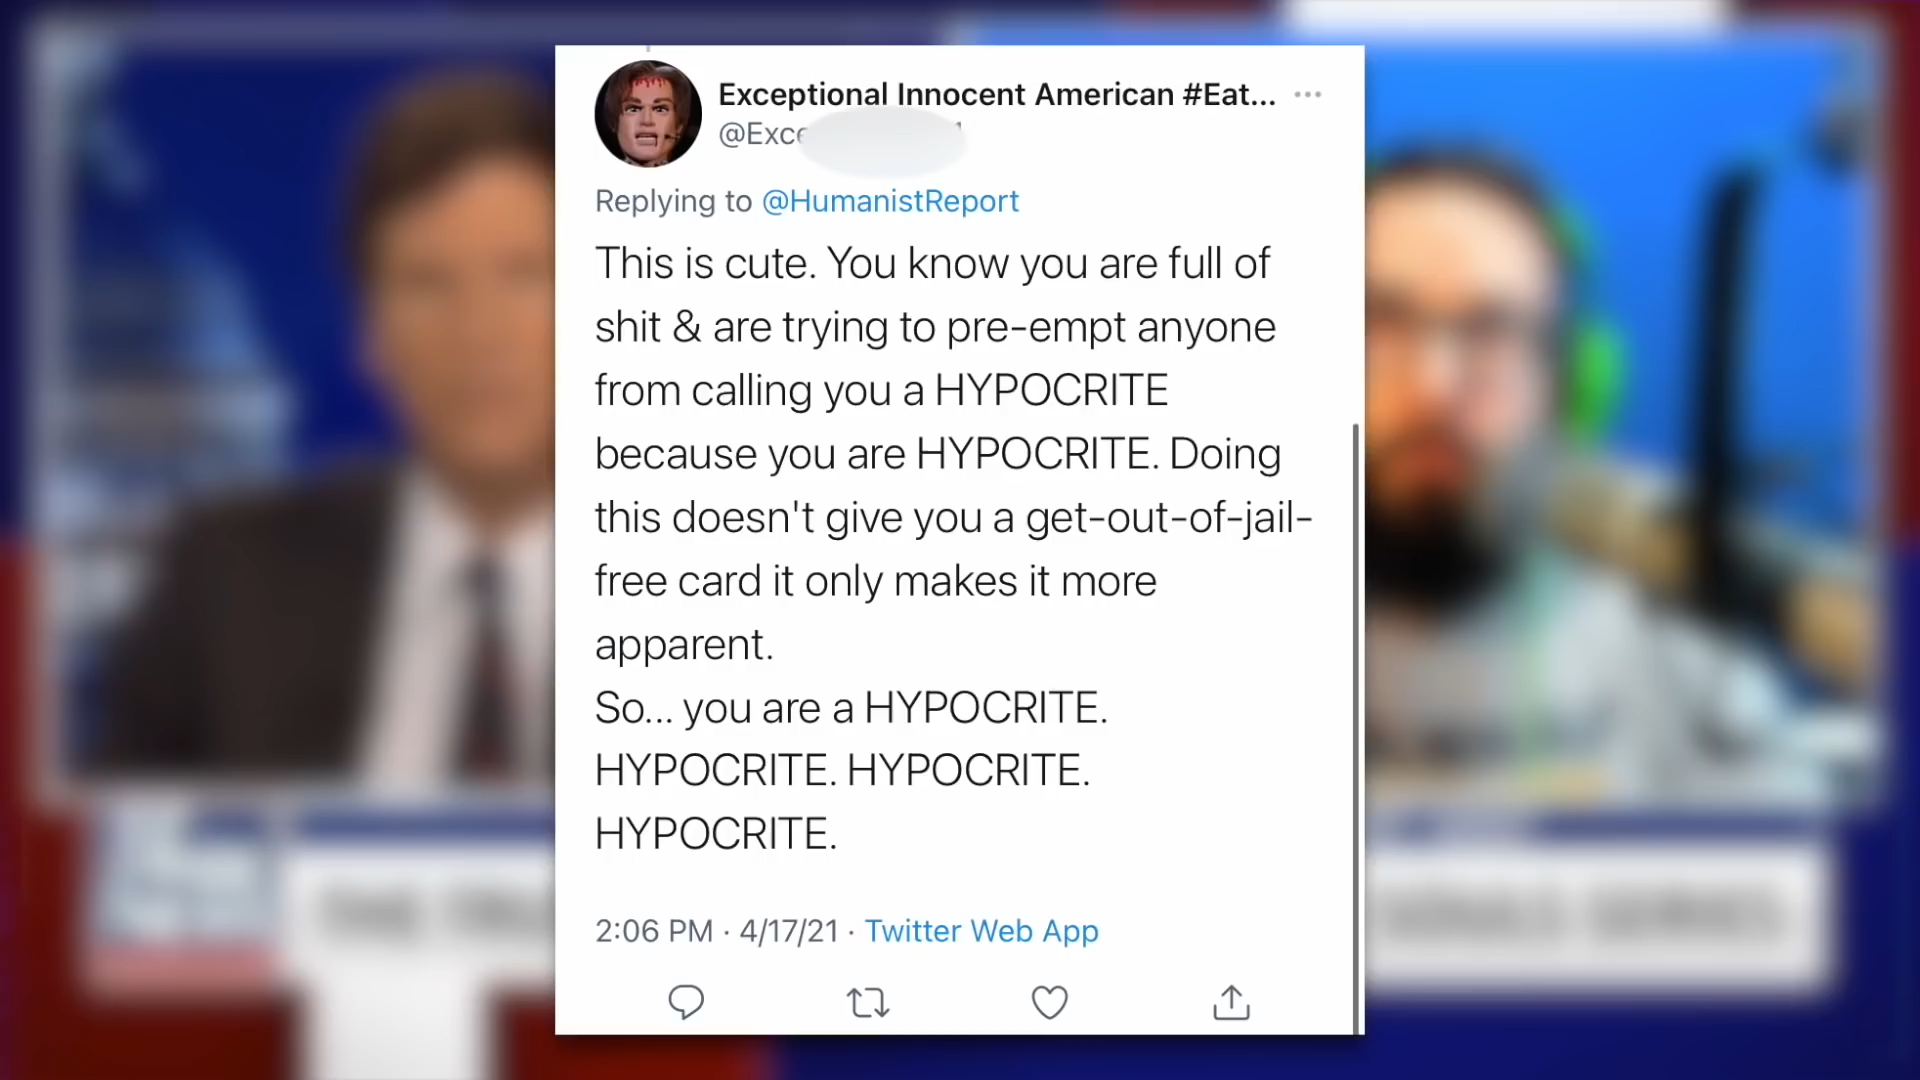 Exceptional Innocent American #Eat...
@Exce
Replying to @HumanistReport
This is cute. You know you are full of
shit & are trying to pre-empt anyone
from calling you a HYPOCRITE
because you are HYPOCRITE. Doing
this doesn't give you a get-out-of-jail-
free card it only makes it more
apparent.
So... you are a HYPOCRITE.
HYPOCRITE. HYPOCRITE.
HYPOCRITE.
2:06 PM · 4/17/21 · Twitter Web App